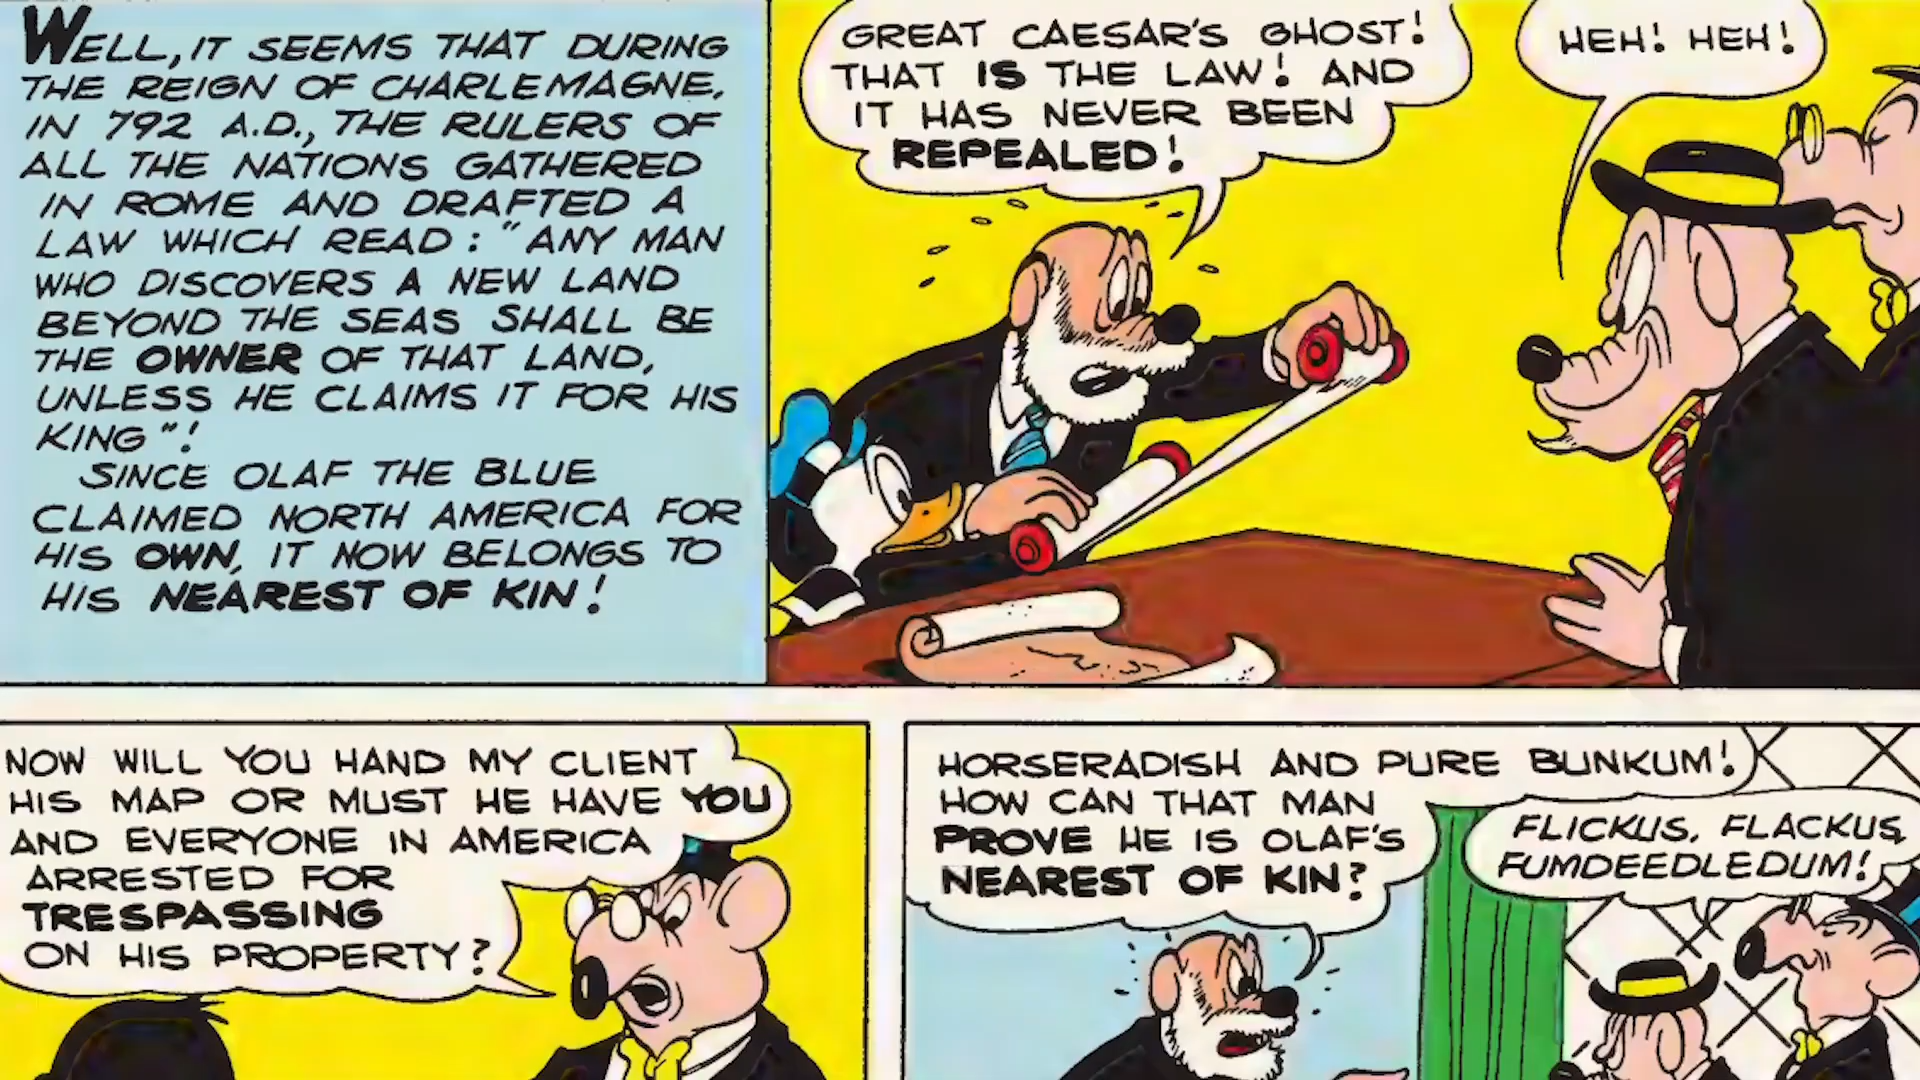 WELL, IT SEEMS THAT DURING
THE REIGN OF CHARLEMAGNE,
IN 792 A.D., THE RULERS OF
ALL THE NATIONS GATHERED
IN ROME AND DRAFTED A
LAW WHICH READ: "ANY MAN
WHO DISCOVERS A NEW LAND
BEYOND THE SEAS SHALL BE
THE OWNER OF THAT LAND,
UNLESS HE CLAIMS IT FOR HIS
KING"!
SINCE OLAF THE BLUE
CLAIMED NORTH AMERICA FOR
HIS OWN, IT NOW BELONGS TO
HIS NEAREST OF KIN!
GREAT CAESAR'S GHOST!
THAT IS THE LAW! AND
IT HAS NEVER BEEN
REPEALED!
HEH! HEH!
NOW WILL YOU HAND MY CLIENT
HIS MAP OR MUST HE HAVE YOU
AND EVERYONE IN AMERICA
ARRESTED FOR
TRESPASSING
ON HIS PROPERTY?
HORSERADISH AND PURE BUNKUM!
HOW CAN THAT MAN
PROVE HE IS OLAF'S
NEAREST OF KIN?
FLICKUS, FLACKUS,
FUMDEEDLEDUM!